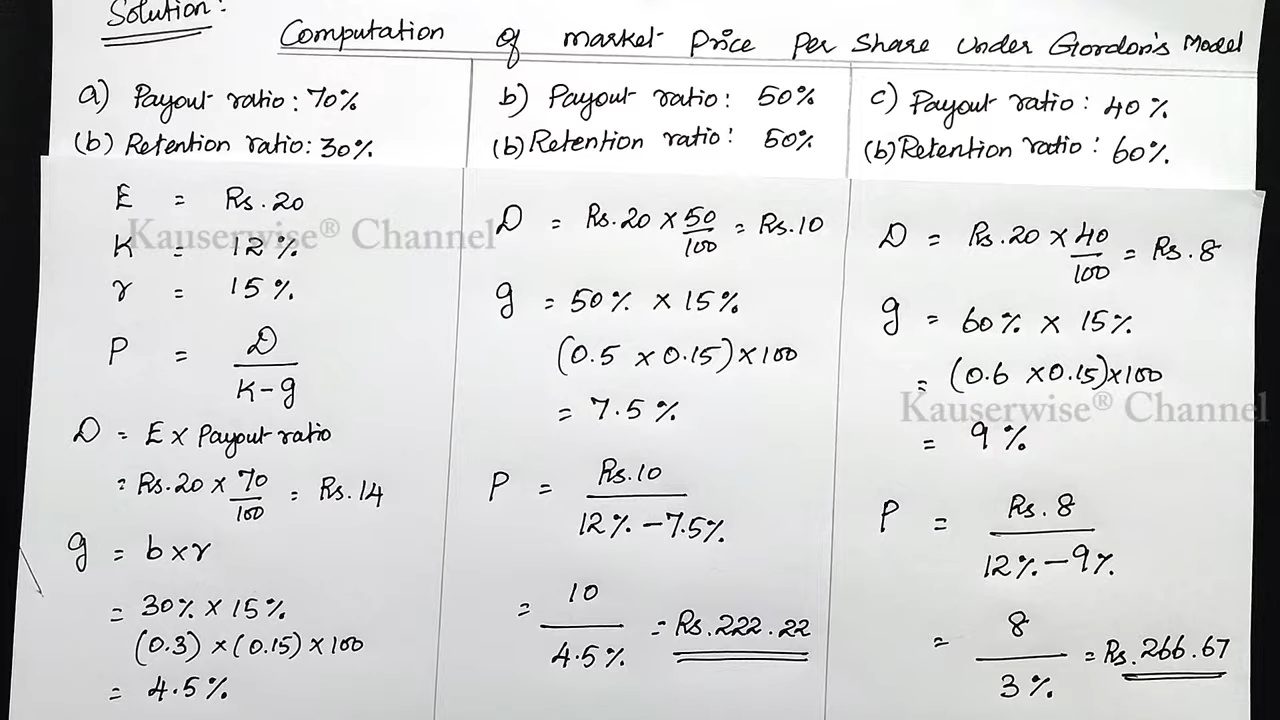 Solution:
Computation of market Price Per Share Under Gordon's Model
a) Payout ratio: 70%
(b) Retention ratio: 30%
E = Rs. 20
K = 12%
r = 15%
P = D / K-g
D = E x Payout ratio
= Rs. 20 x 70/100 = Rs. 14
g = b x r
= 30% x 15%
(0.3) x (0.15) x 100
= 4.5%
b) Payout ratio: 50%
(b) Retention ratio: 50%
D = Rs. 20 x 50/100 = Rs. 10
g = 50% x 15%
(0.5 x 0.15) x 100
= 7.5%
P = Rs. 10 / 12% - 7.5%
= 10 / 4.5% = Rs. 222.22
c) Payout ratio: 40%
(b) Retention ratio: 60%
D = Rs. 20 x 40/100 = Rs. 8
g = 60% x 15%
= (0.6 x 0.15) x 100
= 9%
P = Rs. 8 / 12% - 9%
= 8 / 3% = Rs. 266.67
Kauserwise® Channel
Kauserwise® Channel